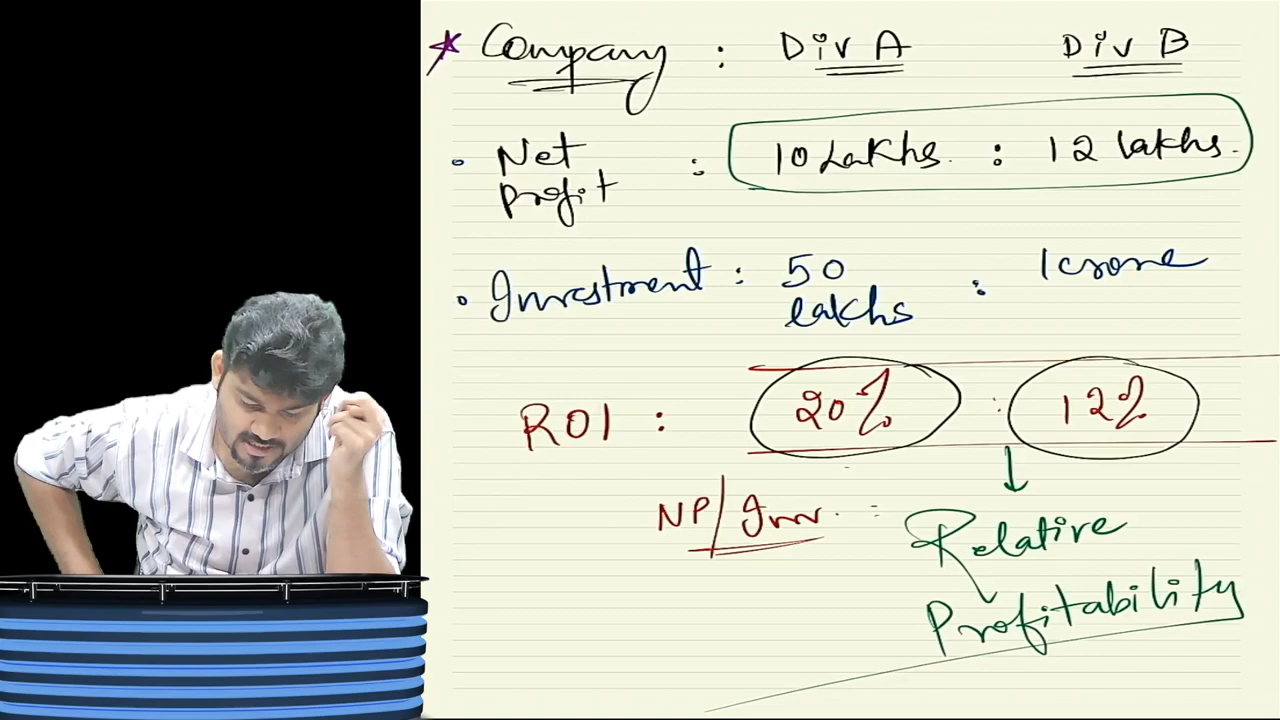 * Company : Div A Div B
• Net Profit : 10 Lakhs. : 12 lakhs.
• Investment : 50 lakhs : 1 crore
ROI : 20% : 12%
NP/Inv. =
Relative
Profitability